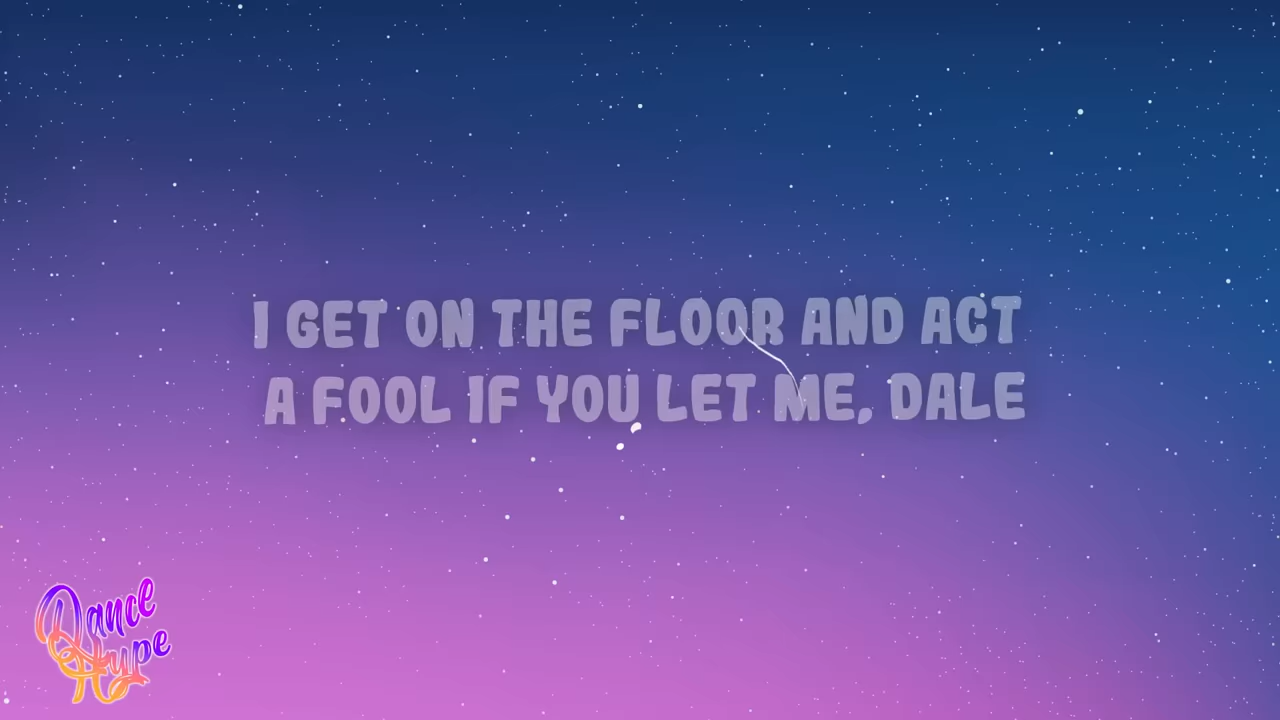 I GET ON THE FLOOR AND ACT
A FOOL IF YOU LET ME, DALE
Dance
Hype